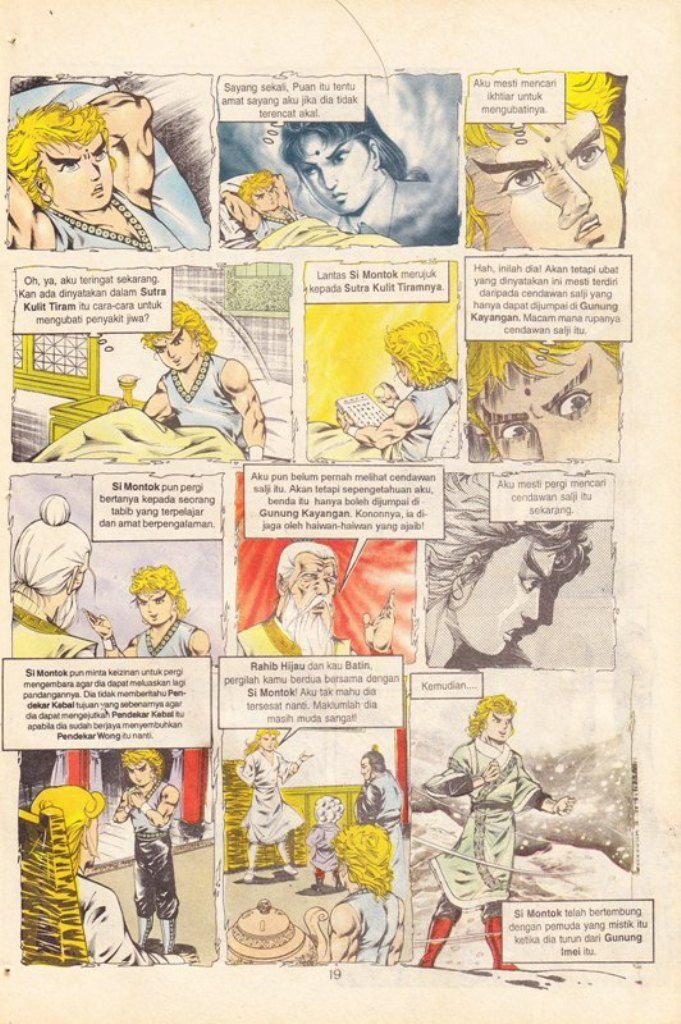 Sayang sekali, Puan itu tentu
amat sayang aku jika dia tidak
terencat akal.
Aku mesti mencari
ikhtiar untuk
mengubatinya.
Oh, ya, aku teringat sekarang.
Kan ada dinyatakan dalam Sutra
Kulit Tiram itu cara-cara untuk
mengubati penyakit jiwa?
Lantas Si Montok merujuk
kepada Sutra Kulit Tiramnya.
Hah, inilah dia! Akan tetapi ubat
yang dinyatakan ini mesti terdiri
daripada cendawan salji yang
hanya dapat dijumpai di Gunung
Kayangan. Macam mana rupanya
cendawan salji itu.
Si Montok pun pergi
bertanya kepada seorang
tabib yang terpelajar
dan amat berpengalaman.
Aku pun belum pernah melihat cendawan
salji itu. Akan tetapi sepengetahuan aku,
benda itu hanya boleh dijumpai di
Gunung Kayangan. Kononnya, ia di-
jaga oleh haiwan-haiwan yang ajaib!
Aku mesti pergi mencari
cendawan salji itu
sekarang.
Si Montok pun minta keizinan untuk pergi
mengembara agar dia dapat meluaskan lagi
pandangannya. Dia tidak memberitahu Pen-
dekar Kebal tujuan yang sebenarnya agar
dia dapat mengejutkan Pendekar Kebal itu
apabila dia sudah berjaya menyembuhkan
Pendekar Wong itu nanti.
Rahib Hijau dan kau Batin,
pergilah kamu berdua bersama dengan
Si Montok! Aku tak mahu dia
tersesat nanti. Maklumlah dia
masih muda sangat!
Kemudian....
Si Montok telah bertembung
dengan pemuda yang mistik itu
ketika dia turun dari Gunung
Imei itu.
19